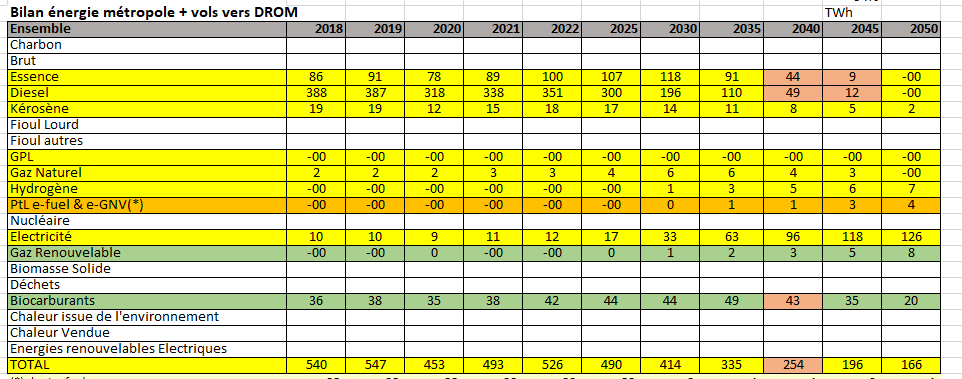 Bilan énergie métropole + vols vers DROM TWh
Ensemble 2018 2019 2020 2021 2022 2025 2030 2035 2040 2045 2050
Charbon
Brut
Essence 86 91 78 89 100 107 118 91 44 9 -00
Diesel 388 387 318 338 351 300 196 110 49 12 -00
Kérosène 19 19 12 15 18 17 14 11 8 5 2
Fioul Lourd
Fioul autres
GPL -00 -00 -00 -00 -00 -00 -00 -00 -00 -00 -00
Gaz Naturel 2 2 2 3 3 4 6 6 4 3 -00
Hydrogène -00 -00 -00 -00 -00 -00 1 3 5 6 7
PtL e-fuel & e-GNV(*) -00 -00 -00 -00 -00 -00 0 1 1 3 4
Nucléaire
Electricité 10 10 9 11 12 17 33 63 96 118 126
Gaz Renouvelable -00 -00 0 -00 -00 0 1 2 3 5 8
Biomasse Solide
Déchets
Biocarburants 36 38 35 38 42 44 44 49 43 35 20
Chaleur issue de l'environnement
Chaleur Vendue
Energies renouvelables Electriques
TOTAL 540 547 453 493 526 490 414 335 254 196 166